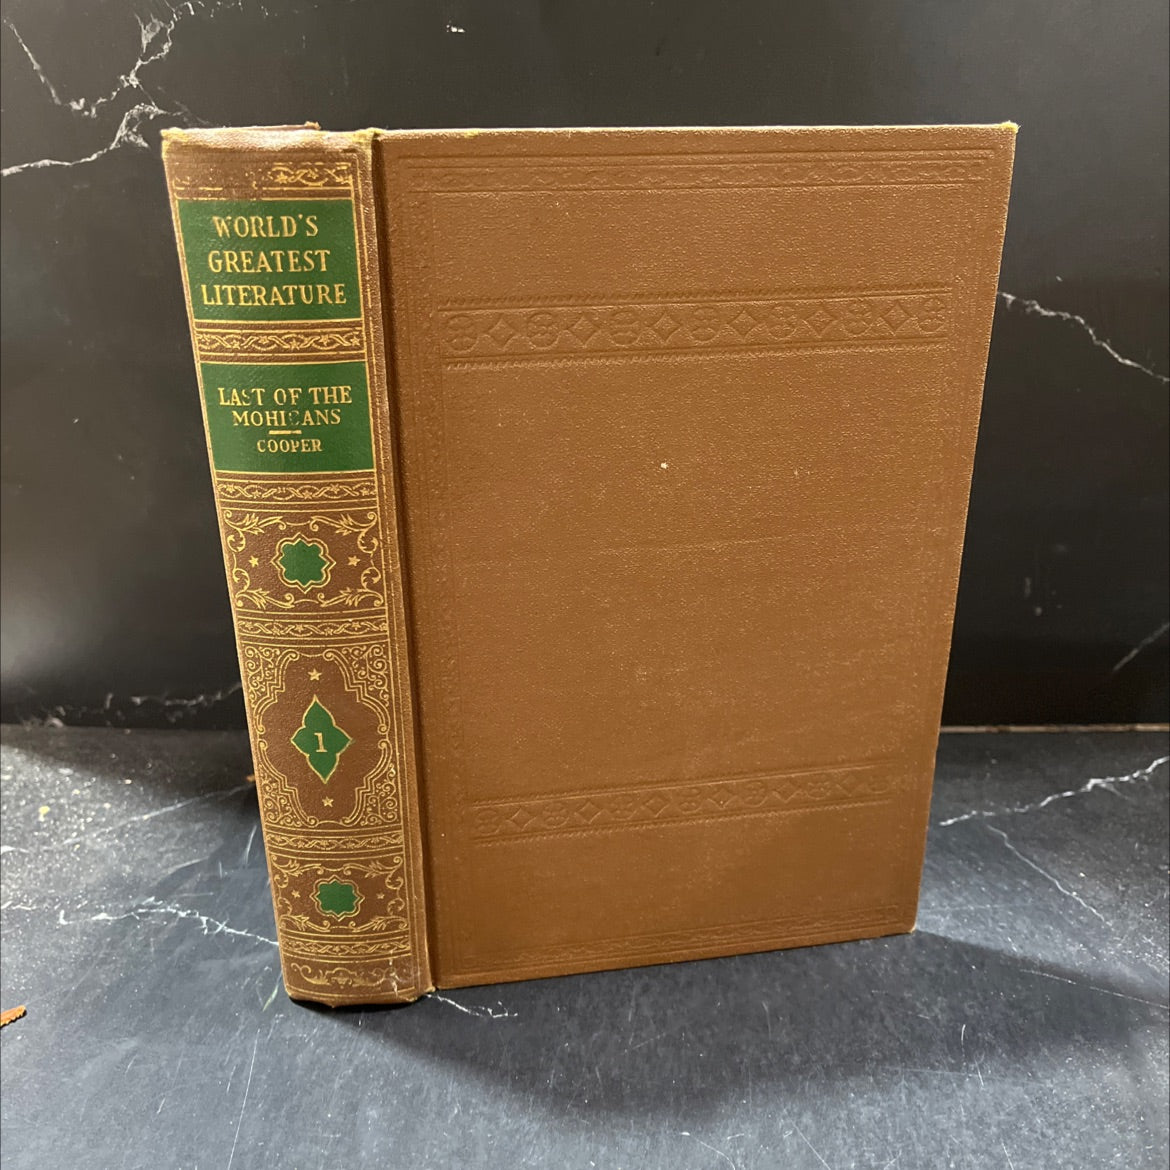 WORLD'S
GREATEST
LITERATURE
LAST OF THE
MOHICANS
COOPER
1